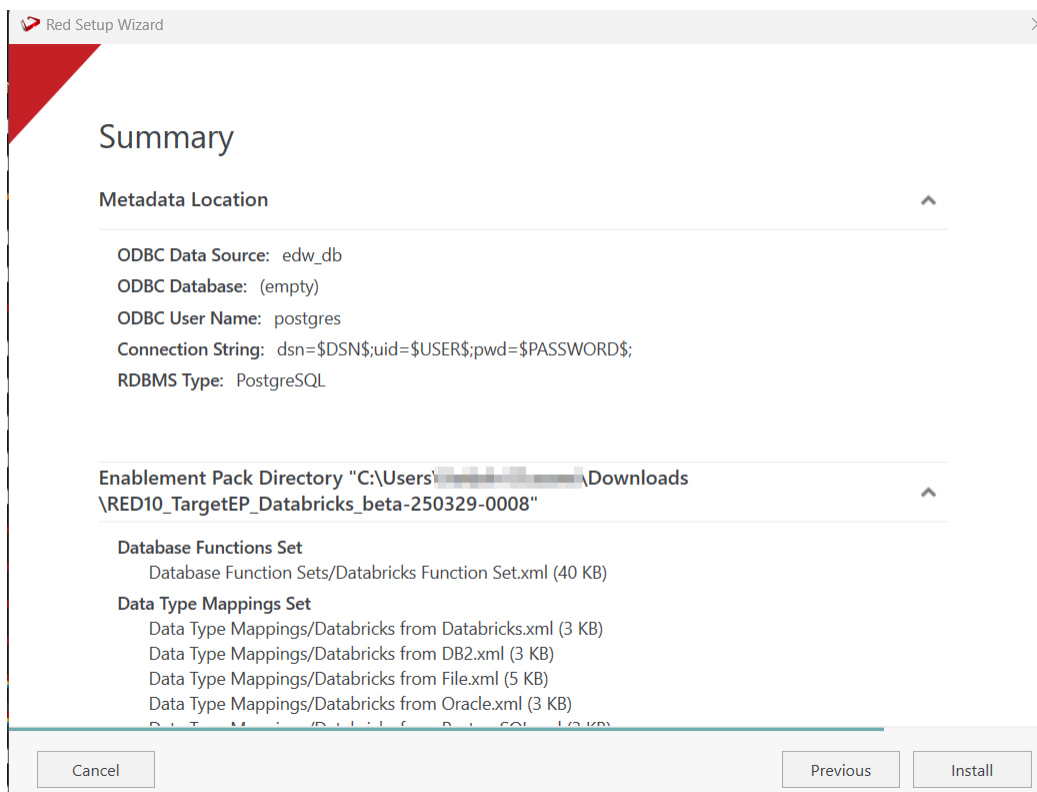 Red Setup Wizard
Summary
Metadata Location
ODBC Data Source: edw_db
ODBC Database: (empty)
ODBC User Name: postgres
Connection String: dsn=$DSN$;uid=$USER$;pwd=$PASSWORD$;
RDBMS Type: PostgreSQL
Enablement Pack Directory "C:\Users\ \Downloads
\RED10_TargetEP_Databricks_beta-250329-0008"
Database Functions Set
Database Function Sets/Databricks Function Set.xml (40 KB)
Data Type Mappings Set
Data Type Mappings/Databricks from Databricks.xml (3 KB)
Data Type Mappings/Databricks from DB2.xml (3 KB)
Data Type Mappings/Databricks from File.xml (5 KB)
Data Type Mappings/Databricks from Oracle.xml (3 KB)
Cancel
Previous
Install